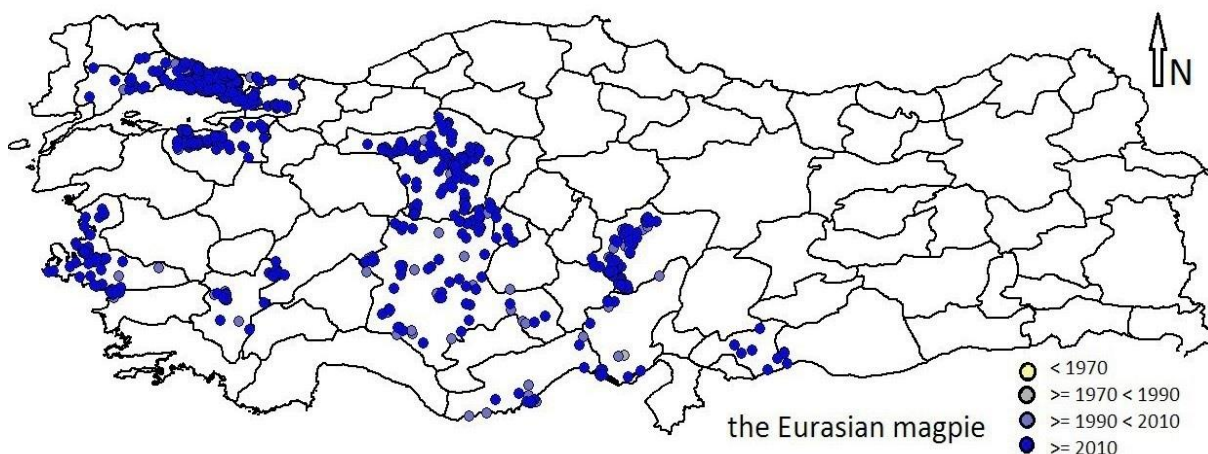 N
< 1970
>= 1970 < 1990
>= 1990 < 2010
the Eurasian magpie
>= 2010